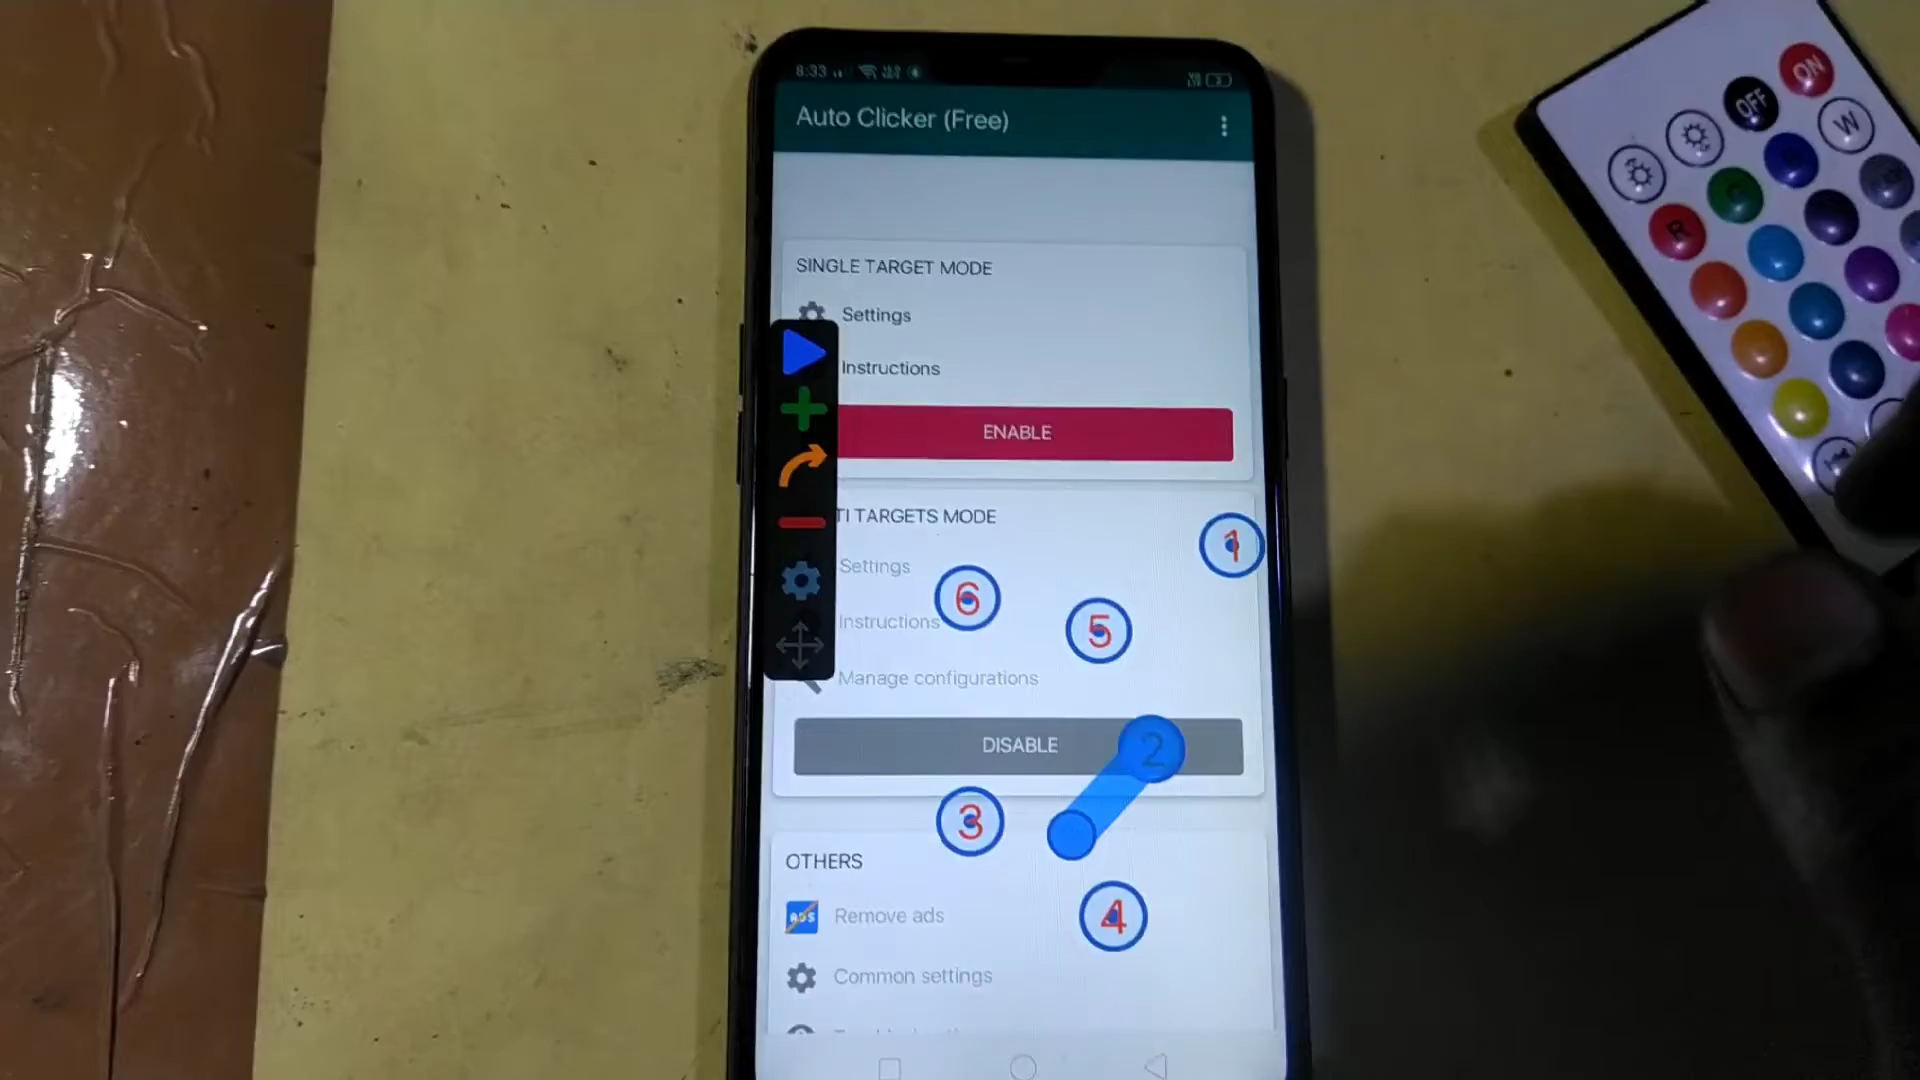 8:33
Auto Clicker (Free)
SINGLE TARGET MODE
Settings
Instructions
ENABLE
TI TARGETS MODE
1
Settings
6
5
Instructions
Manage configurations
DISABLE
2
3
OTHERS
ADS
Remove ads
4
Common settings
ON
OFF
W
R